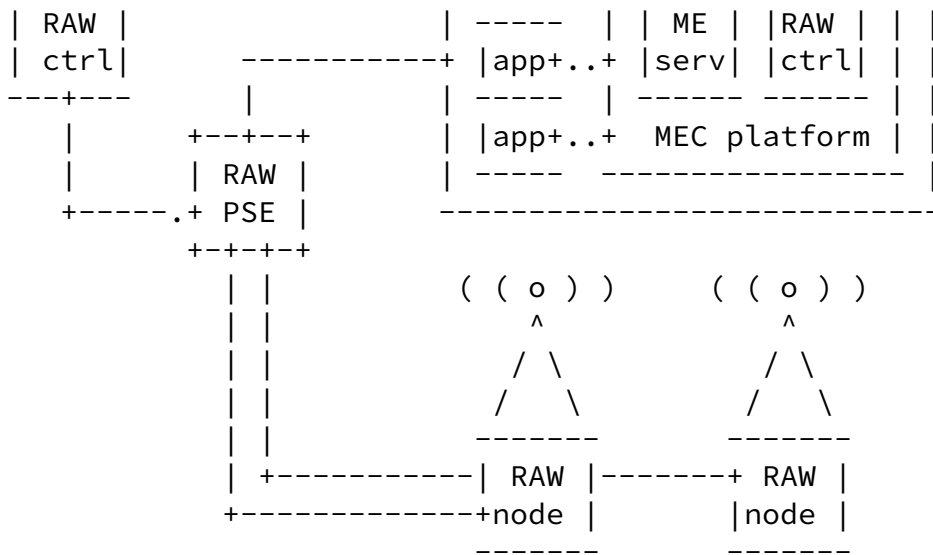 | RAW |                 | -----  | | ME |  |RAW | | |
| ctrl|      -----------+ |app+..+ |serv| |ctrl| | |
---+---      |          | -----  | ------ ------ | |
   |      +--+--+       | |app+..+  MEC platform | |
   |      | RAW |       | -----  ----------------- |
   +-----.+ PSE |       ----------------------------
          +-+-+-+
            | |          ( ( o ) )     ( ( o ) )
            | |              ^             ^
            | |             / \           / \
            | |            /   \         /   \
            | |           -------       -------
            | +-----------| RAW |-------+ RAW |
            +-------------+node |       |node |
                          -------       -------